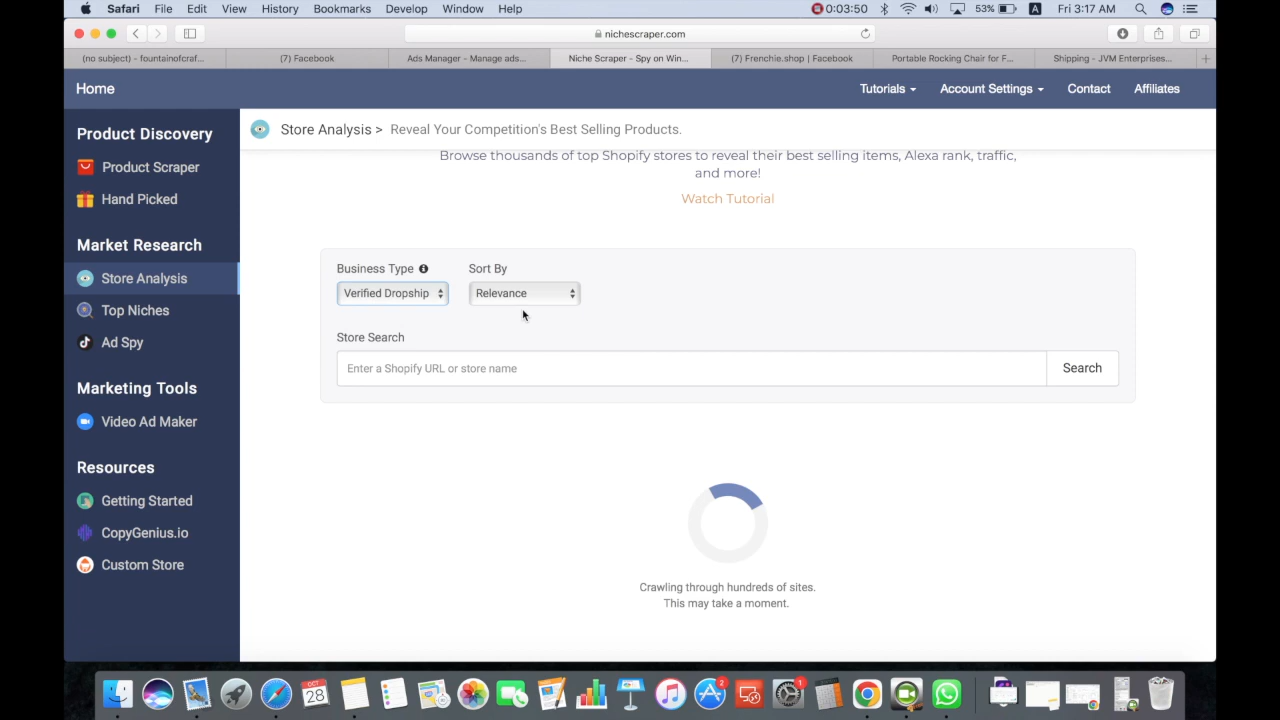 Safari File Edit View History Bookmarks Develop Window Help 0:03:50 53% A Fri 3:17 AM
nichescraper.com
(no subject) - fountainofcraf... (7) Facebook Ads Manager - Manage ads... Niche Scraper - Spy on Win... (7) Frenchie.shop | Facebook Portable Rocking Chair for F... Shipping - JVM Enterprises...
Home Tutorials Account Settings Contact Affiliates
Product Discovery
Product Scraper
Hand Picked
Market Research
Store Analysis
Top Niches
Ad Spy
Marketing Tools
Video Ad Maker
Resources
Getting Started
CopyGenius.io
Custom Store
Store Analysis > Reveal Your Competition's Best Selling Products.
Browse thousands of top Shopify stores to reveal their best selling items, Alexa rank, traffic,
and more!
Watch Tutorial
Business Type Sort By
Verified Dropship Relevance
Store Search
Enter a Shopify URL or store name Search
Crawling through hundreds of sites.
This may take a moment.
OCT
28
2
1